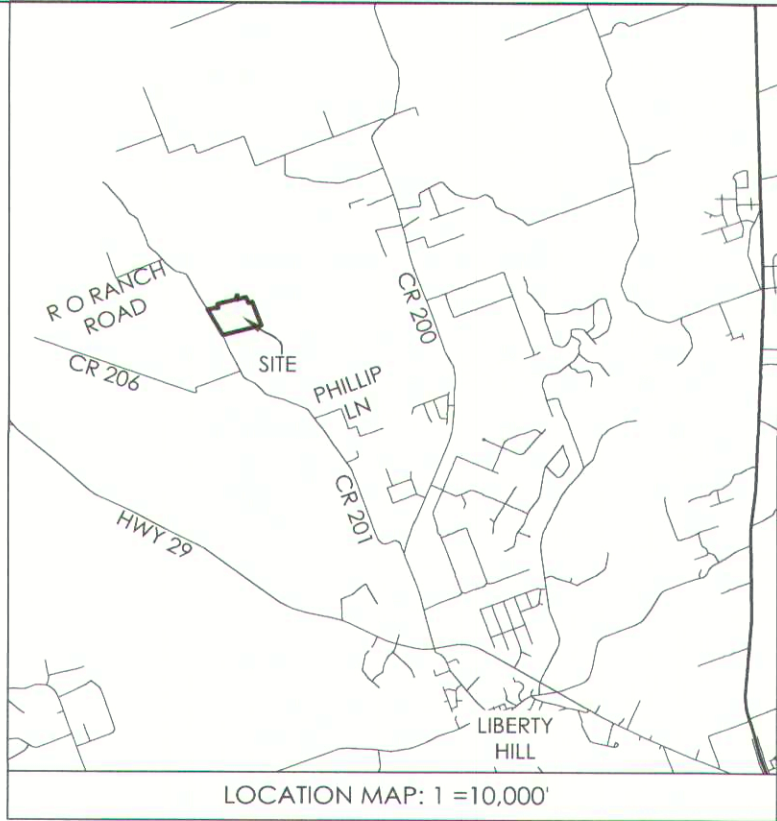 R O RANCH
ROAD
CR 200
SITE
CR 206
PHILLIP
LN
CR 201
HWY 29
LIBERTY
HILL
LOCATION MAP: 1 =10,000'